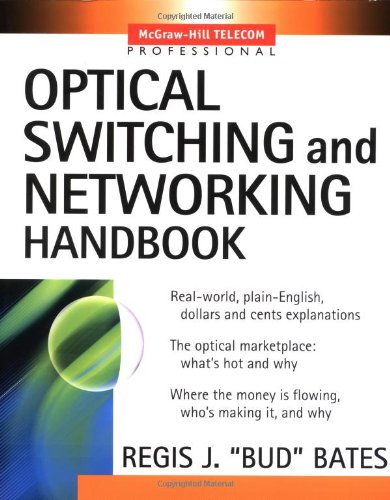 Copyrighted Material
McGraw-Hill TELECOM
PROFESSIONAL
OPTICAL
SWITCHING and
NETWORKING
HANDBOOK
Real-world, plain-English,
dollars and cents explanations
The optical marketplace:
what's hot and why
Where the money is flowing,
who's making it, and why
REGIS J. "BUD" BATES
Copyrighted Material